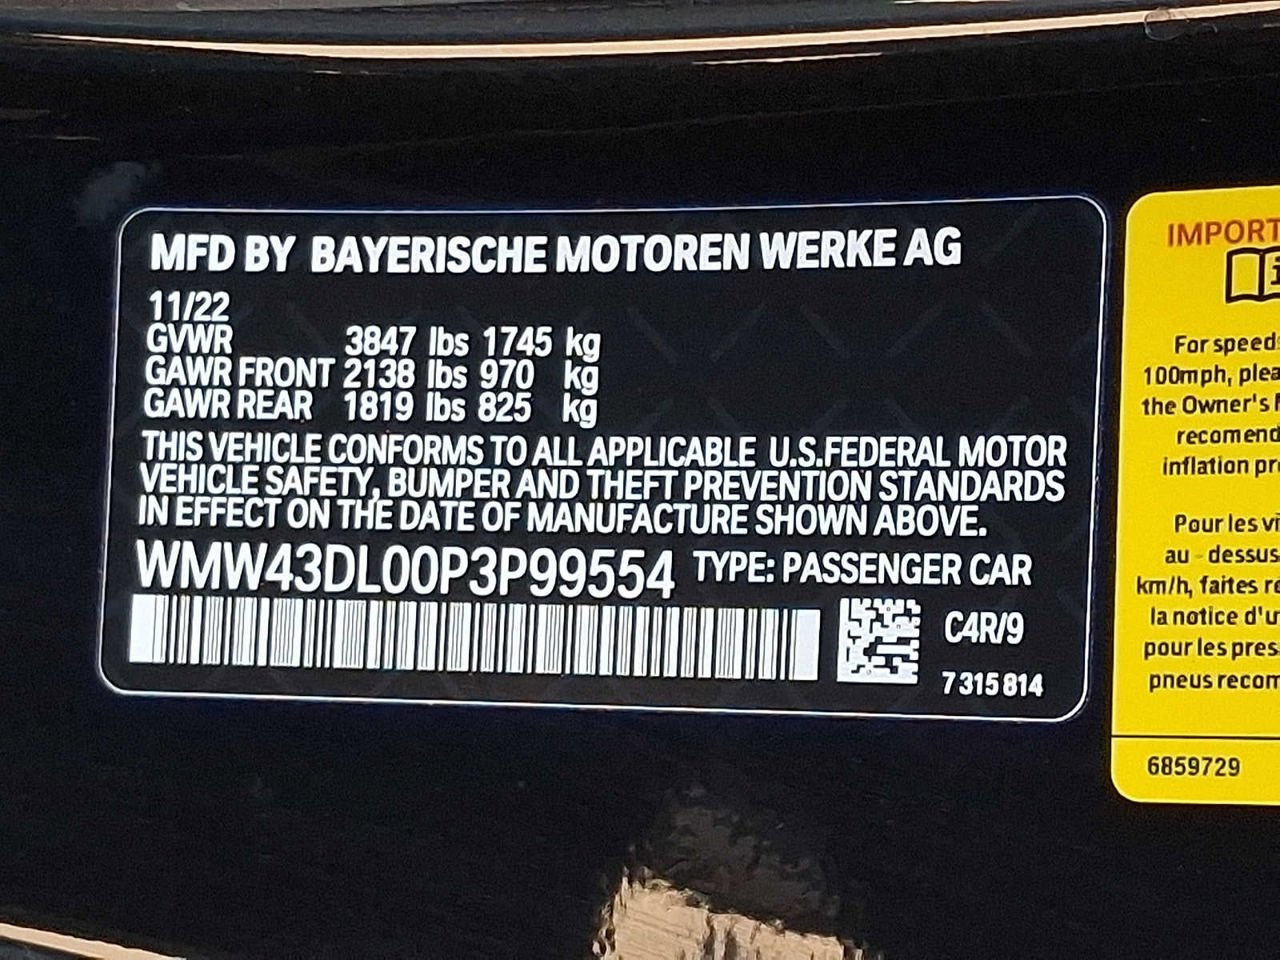 MFD BY BAYERISCHE MOTOREN WERKE AG
11/22
GVWR 3847 lbs 1745 kg
GAWR FRONT 2138 lbs 970 kg
GAWR REAR 1819 lbs 825 kg
THIS VEHICLE CONFORMS TO ALL APPLICABLE U.S.FEDERAL MOTOR
VEHICLE SAFETY, BUMPER AND THEFT PREVENTION STANDARDS
IN EFFECT ON THE DATE OF MANUFACTURE SHOWN ABOVE.
WMW43DL00P3P99554 TYPE: PASSENGER CAR
C4R/9
7315814
IMPORT
For speed
100mph, plea
the Owner's
recomend
inflation pr
Pour les vi
au-dessus
km/h, faites re
la notice d'u
pour les pres
pneus recom
6859729